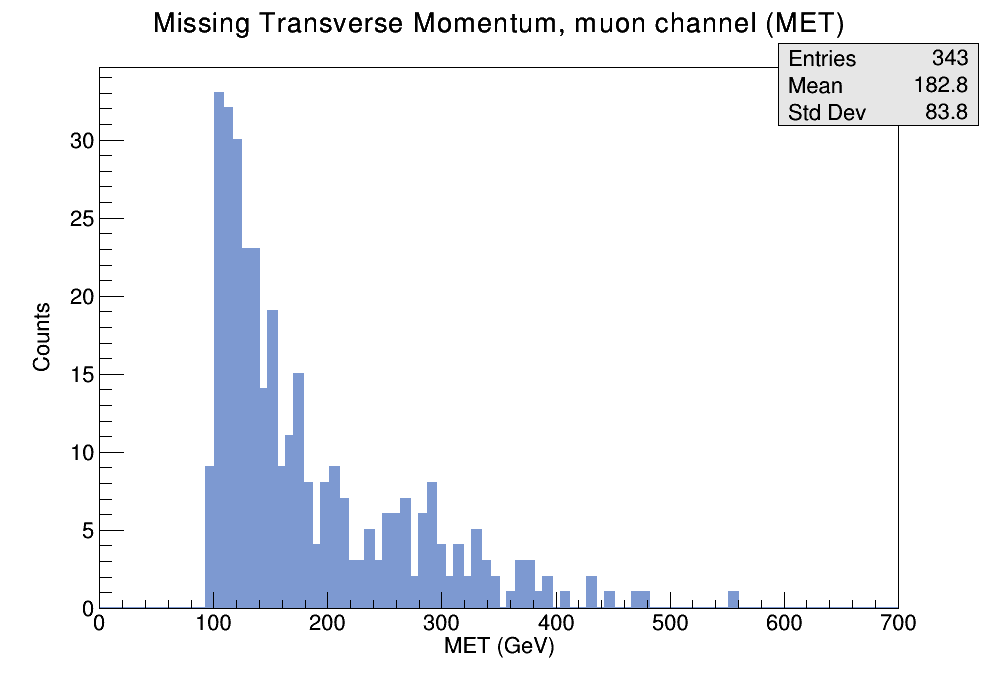 Missing Transverse Momentum, muon channel (MET)
Entries 343
Mean 182.8
Std Dev 83.8
Counts
30
25
20
15
10
5
0
0 100 200 300 400 500 600 700
MET (GeV)